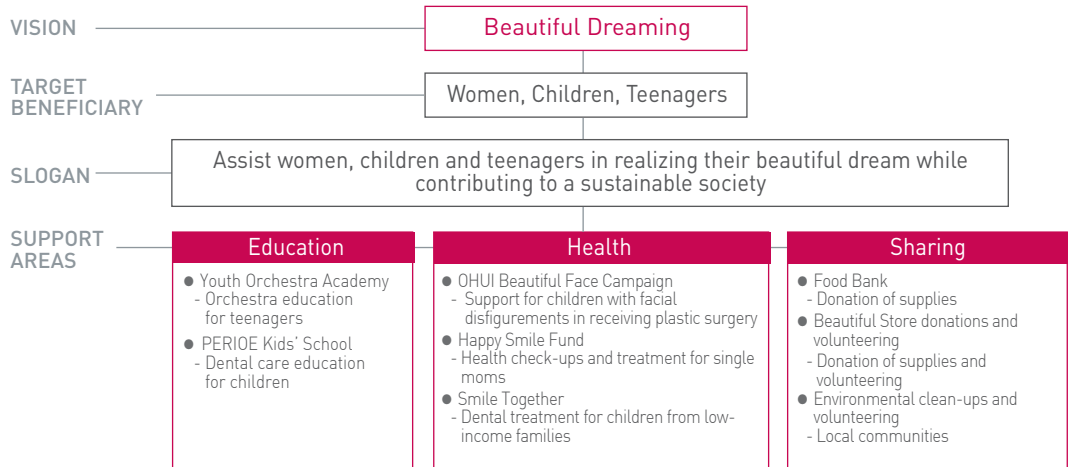 VISION
Beautiful Dreaming
TARGET
BENEFICIARY
Women, Children, Teenagers
SLOGAN
Assist women, children and teenagers in realizing their beautiful dream while
contributing to a sustainable society
SUPPORT
AREAS
Education
● Youth Orchestra Academy
- Orchestra education
for teenagers
● PERIOE Kids' School
- Dental care education
for children
Health
● OHUI Beautiful Face Campaign
- Support for children with facial
disfigurements in receiving plastic surgery
● Happy Smile Fund
- Health check-ups and treatment for single
moms
● Smile Together
- Dental treatment for children from low-
income families
Sharing
● Food Bank
- Donation of supplies
● Beautiful Store donations and
volunteering
- Donation of supplies and
volunteering
● Environmental clean-ups and
volunteering
- Local communities